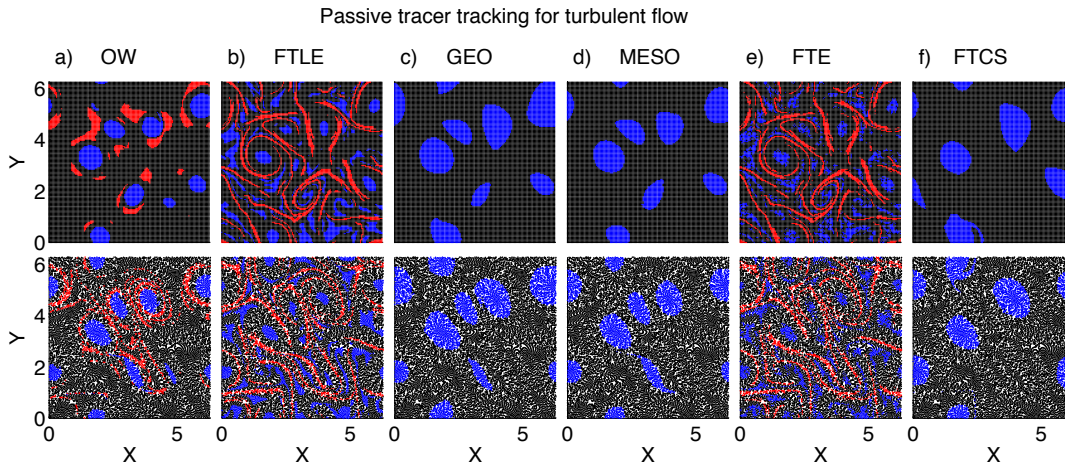 Passive tracer tracking for turbulent flow
a) OW b) FTLE c) GEO d) MESO e) FTE f) FTCS
6
4
Y
2
0
6
4
Y
2
0
0 5 0 5 0 5 0 5 0 5 0 5
X X X X X X